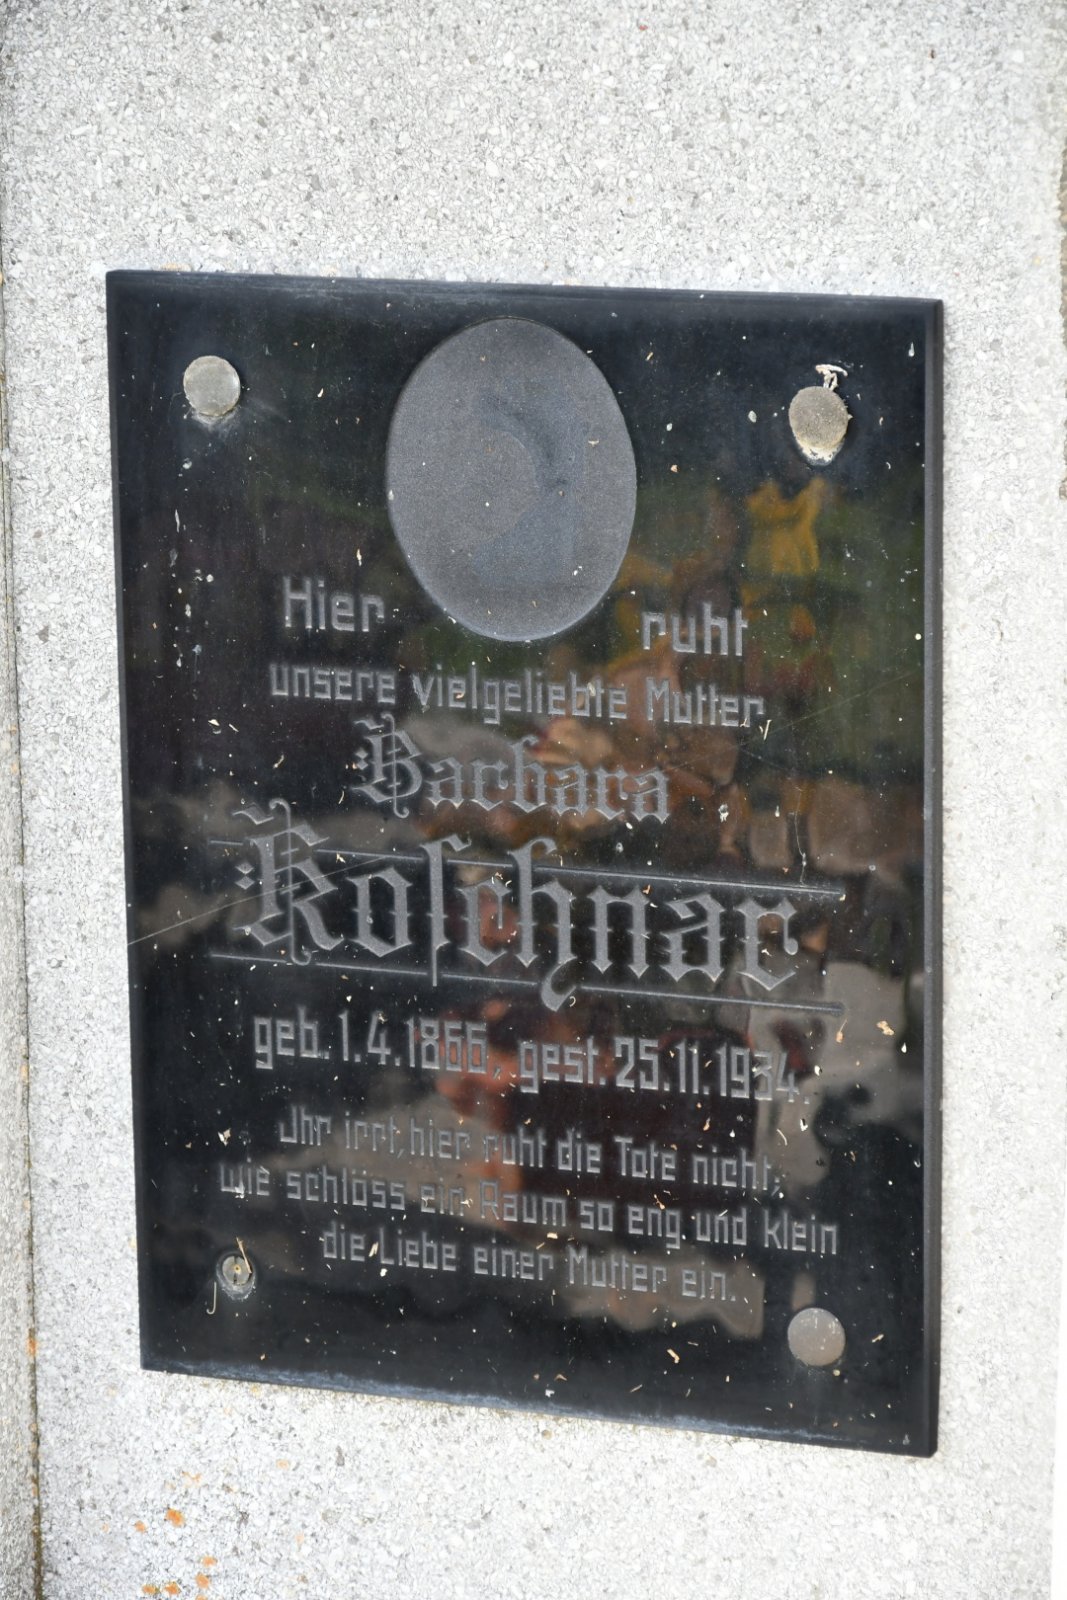 Hier ruht
unsere vielgeliebte Mutter
Barbara
Koſchnar
geb. 1.4.1866, gest. 25.11.1934.
Jhr irrt, hier ruht die Tote nicht,
wie schlöss ein Raum so eng und klein
die Liebe einer Mutter ein.